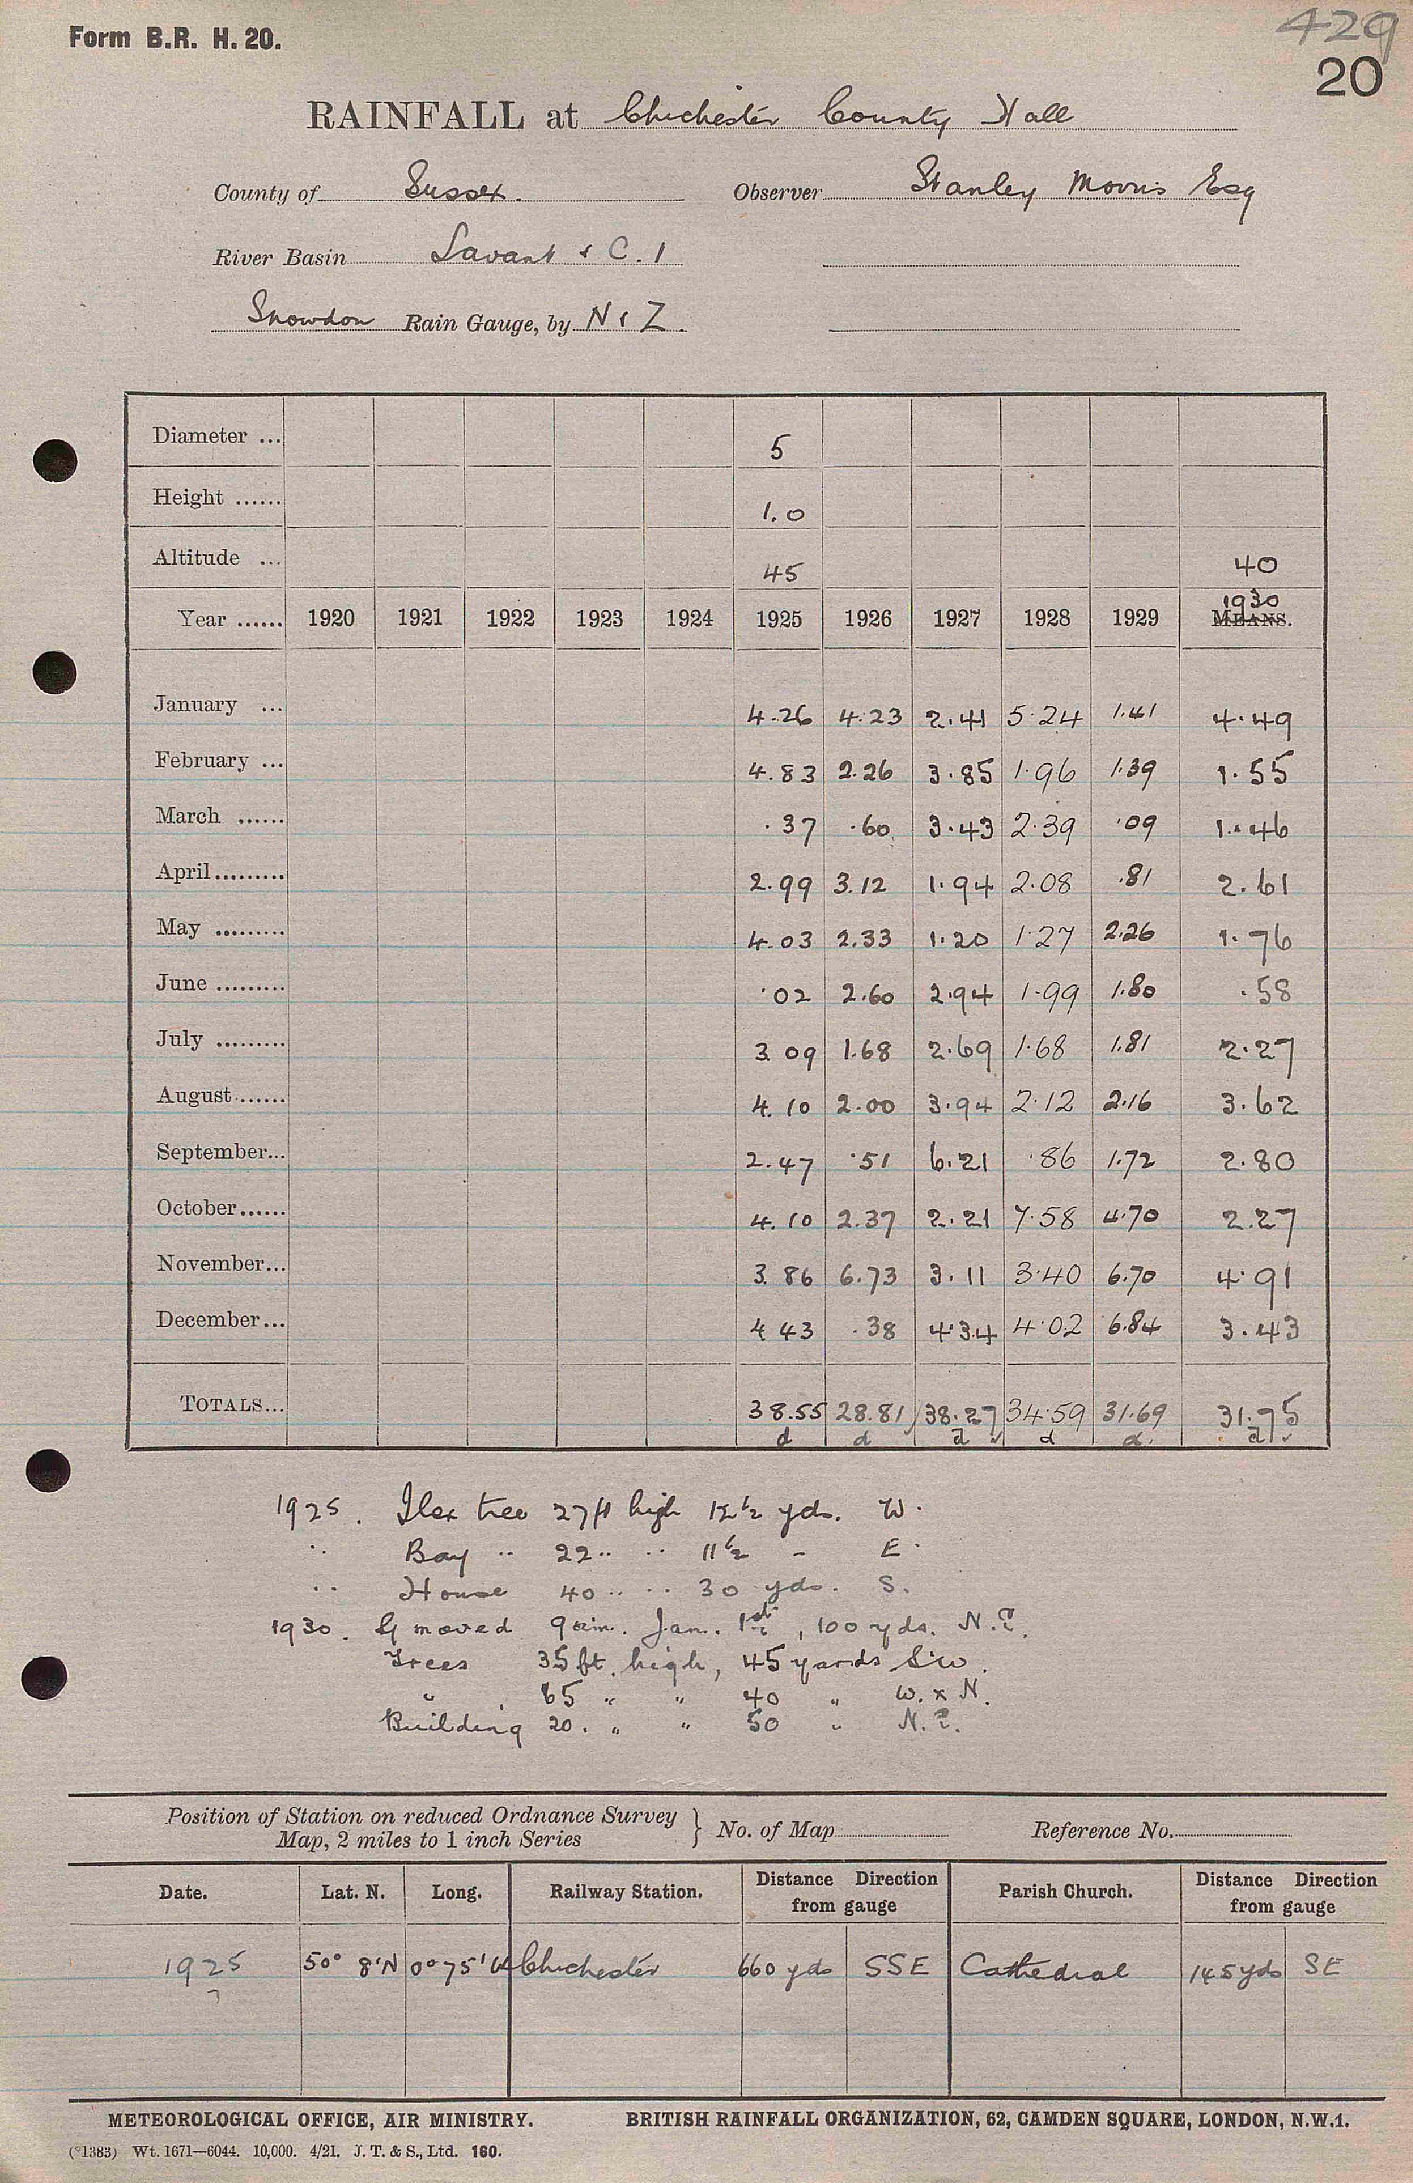 Form B.R. H. 20.
429
20
RAINFALL at Chichester County Hall
County of Sussex. Observer Stanley Morris Esq
River Basin Lavant & C. 1
Snowdon Rain Gauge, by N & Z.
Diameter ... 5
Height ...... 1.0
Altitude ... 45 40
Year ...... 1920 1921 1922 1923 1924 1925 1926 1927 1928 1929 1930 MEANS.
January ... 4.26 4.23 2.41 5.24 1.41 4.49
February ... 4.83 2.26 3.85 1.96 1.39 1.55
March ...... .37 .60 3.43 2.39 .09 1.46
April......... 2.99 3.12 1.94 2.08 .81 2.61
May ......... 4.03 2.33 1.20 1.27 2.26 1.76
June ......... .02 2.60 2.94 1.99 1.80 .58
July ......... 3.09 1.68 2.69 1.68 1.81 2.27
August....... 4.10 2.00 3.94 2.12 2.16 3.62
September... 2.47 .51 6.21 .86 1.72 2.80
October...... 4.10 2.37 2.21 7.58 4.70 2.27
November... 3.86 6.73 3.11 3.40 6.70 4.91
December... 4.43 .38 4.34 4.02 6.84 3.43
TOTALS... 38.55 28.81 38.27 34.59 31.69 31.75
d d d d d d
1925. Ilex tree 27ft high 12½ yds. W.
" Bay " 22 " " 11½ - E.
" House 40 " " 30 yds. S.
1930. G moved 9 am. Jan. 1st, 100 yds. N.E.
Trees 35 ft. high, 45 yards SW.
" 65 " " 40 " W. x N.
Building 20. " " 50 " N.E.
Position of Station on reduced Ordnance Survey
Map, 2 miles to 1 inch Series } No. of Map Reference No.
Date. Lat. N. Long. Railway Station. Distance Direction from gauge Parish Church. Distance Direction from gauge
1925 50° 8'N 0° 75' W Chichester 660 yds SSE Cathedral 145 yds SE
METEOROLOGICAL OFFICE, AIR MINISTRY. BRITISH RAINFALL ORGANIZATION, 62, CAMDEN SQUARE, LONDON, N.W.1.
(*1383) Wt. 1671—6044. 10,000. 4/21. J. T. & S., Ltd. 160.